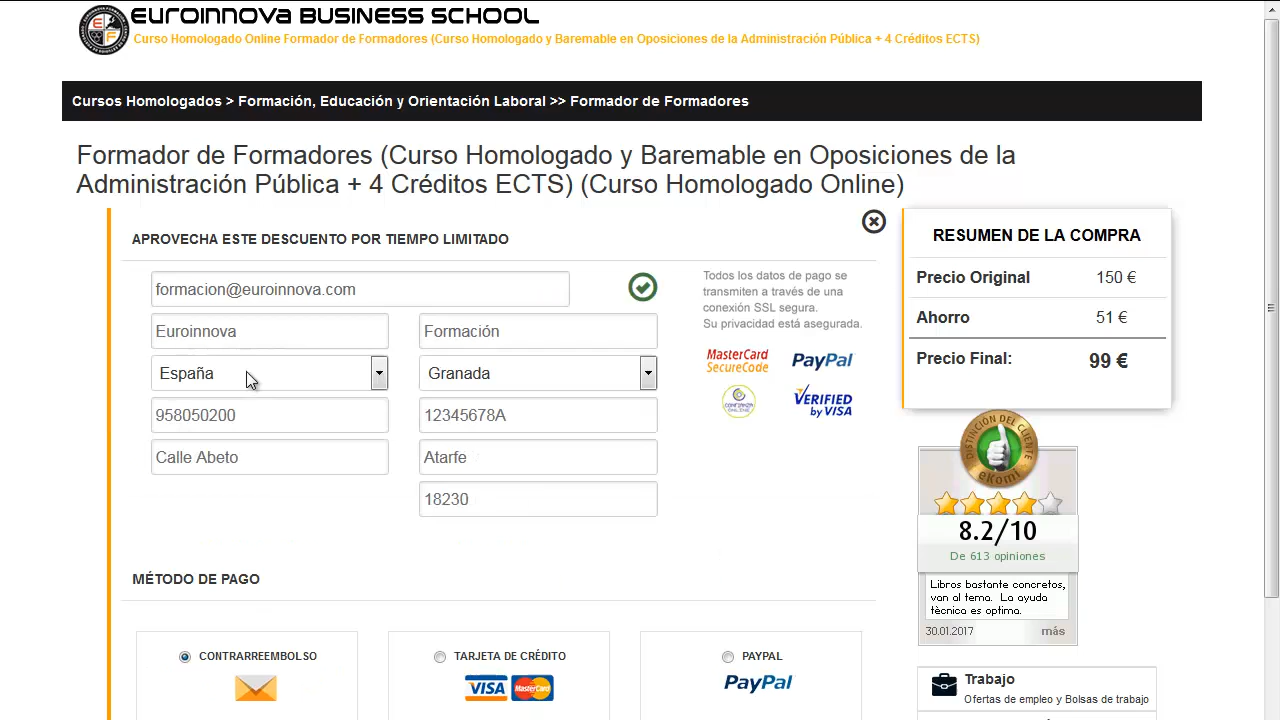 EUROINNOVA BUSINESS SCHOOL
Curso Homologado Online Formador de Formadores (Curso Homologado y Baremable en Oposiciones de la Administración Pública + 4 Créditos ECTS)
Cursos Homologados > Formación, Educación y Orientación Laboral >> Formador de Formadores
Formador de Formadores (Curso Homologado y Baremable en Oposiciones de la
Administración Pública + 4 Créditos ECTS) (Curso Homologado Online)
APROVECHA ESTE DESCUENTO POR TIEMPO LIMITADO
formacion@euroinnova.com
Euroinnova
Formación
España
Granada
958050200
12345678A
Calle Abeto
Atarfe
18230
Todos los datos de pago se
transmiten a través de una
conexión SSL segura.
Su privacidad está asegurada.
MasterCard
SecureCode
PayPal
CONFIANZA
ONLINE
VERIFIED
by VISA
RESUMEN DE LA COMPRA
Precio Original 150 €
Ahorro 51 €
Precio Final: 99 €
DISTINCIÓN DEL CLIENTE
eKomi
8.2/10
De 613 opiniones
Libros bastante concretos,
van al tema. La ayuda
tècnica es optima.
30.01.2017 más
Trabajo
Ofertas de empleo y Bolsas de trabajo
MÉTODO DE PAGO
CONTRARREEMBOLSO
TARJETA DE CRÉDITO
VISA
MasterCard
PAYPAL
PayPal